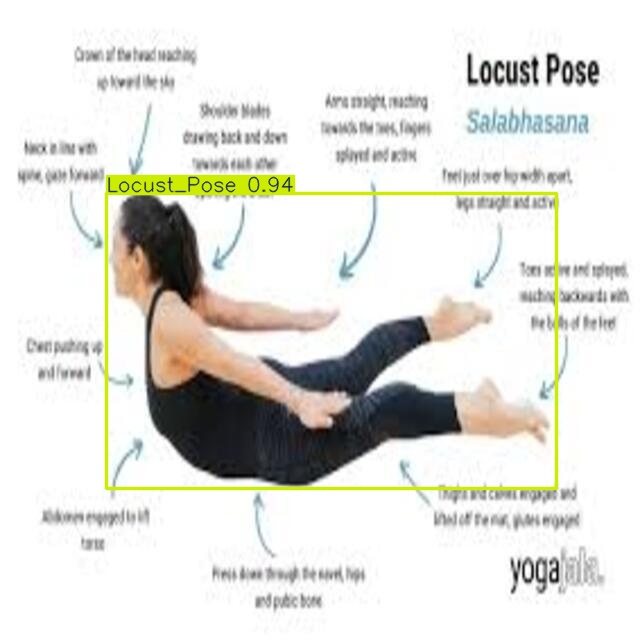 Crown of the head reaching
up toward the sky
Locust Pose
Salabhasana
Shoulder blades
drawing back and down
towards each other
Arms straight, reaching
towards the toes, fingers
splayed and active
Neck in line with
spine, gaze forward
Locust_Pose 0.94
Feet just over hip width apart,
legs straight and active
Toes active and splayed,
reaching backwards with
the balls of the feet
Chest pushing up
and forward
Abdomen engaged to lift
torso
Thighs and calves engaged and
lifted off the mat, glutes engaged
Press down through the navel, hips
and pubic bone
yogajala.